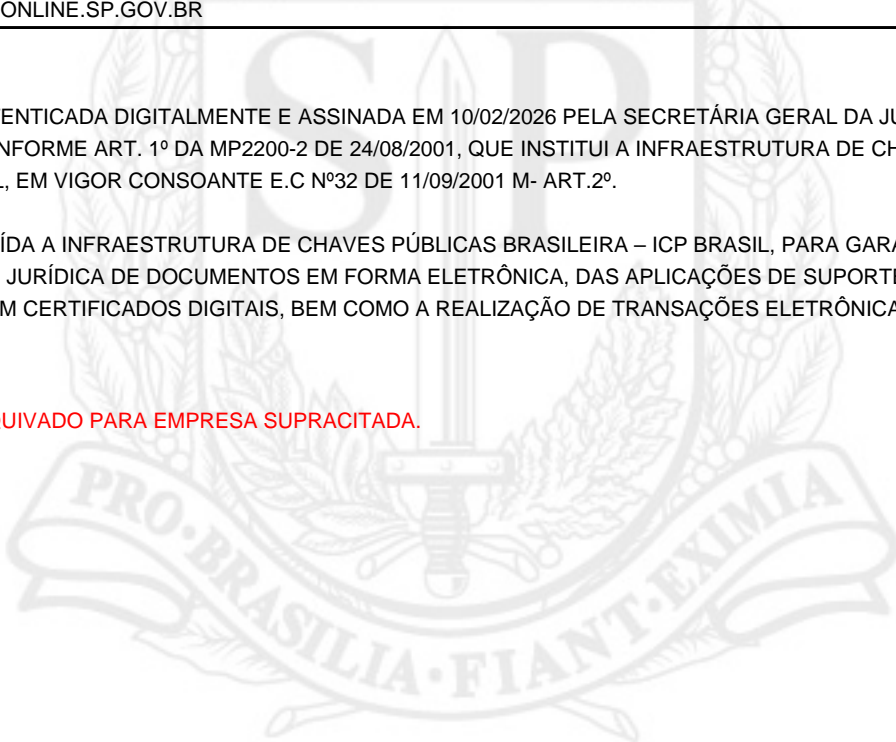 ONLINE.SP.GOV.BR
ENTICADA DIGITALMENTE E ASSINADA EM 10/02/2026 PELA SECRETÁRIA GERAL DA JU
NFORME ART. 1º DA MP2200-2 DE 24/08/2001, QUE INSTITUI A INFRAESTRUTURA DE CH
L, EM VIGOR CONSOANTE E.C Nº32 DE 11/09/2001 M- ART.2º.
ÍDA A INFRAESTRUTURA DE CHAVES PÚBLICAS BRASILEIRA – ICP BRASIL, PARA GARA
JURÍDICA DE DOCUMENTOS EM FORMA ELETRÔNICA, DAS APLICAÇÕES DE SUPORTE
M CERTIFICADOS DIGITAIS, BEM COMO A REALIZAÇÃO DE TRANSAÇÕES ELETRÔNICA
QUIVADO PARA EMPRESA SUPRACITADA.
SP
PRO·BRASILIA·FIANT·EXIMIA